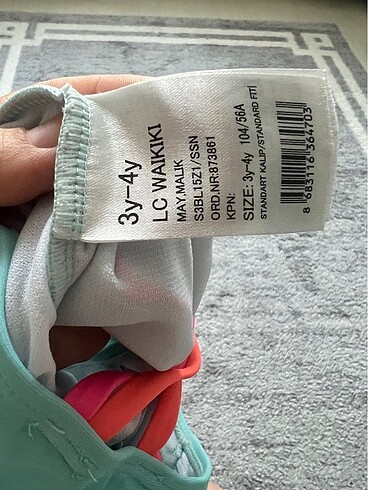 3y-4y
LC WAIKIKI
MAY.MALIK
S3BL15Z1/SSN
ORD.NR:873861
KPN:
SIZE: 3y-4y 104/56A
STANDART KALIP/STANDARD FIT/
8 683116 364703